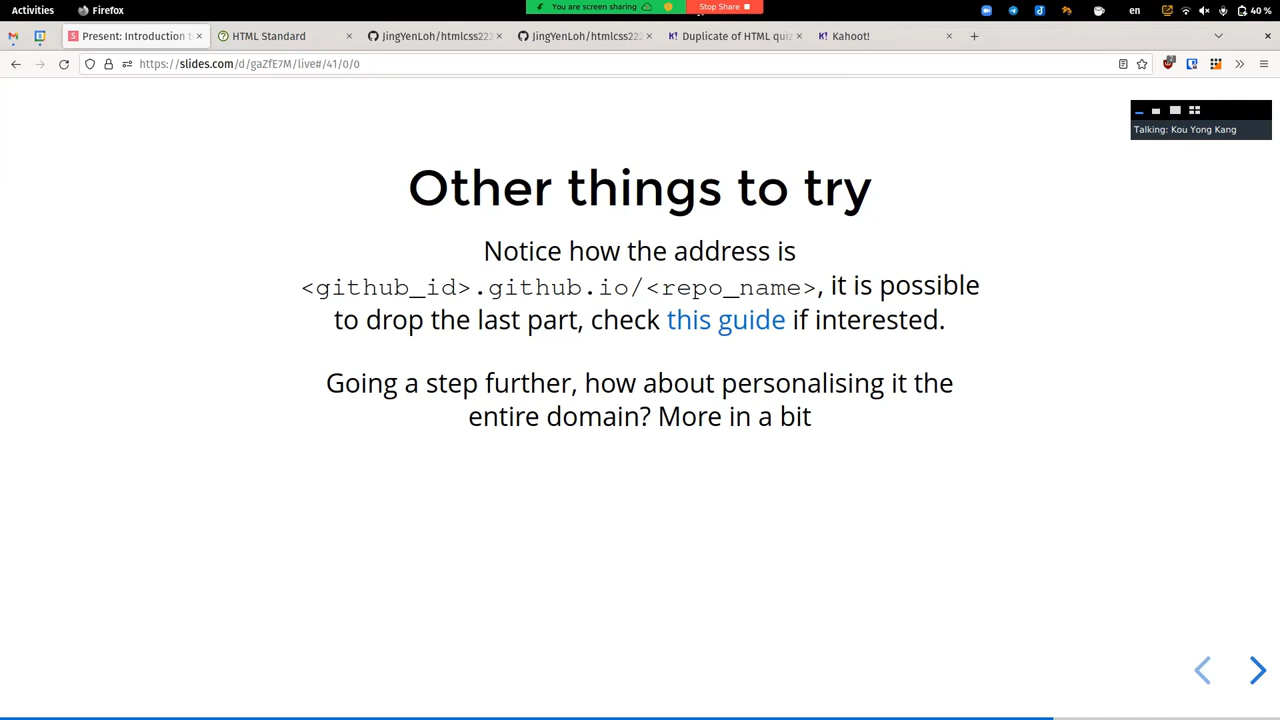 Activities
Firefox
You are screen sharing
Stop Share
en
40 %
Present: Introduction t
HTML Standard
JingYenLoh/htmlcss222
JingYenLoh/htmlcss222
K! Duplicate of HTML qui
K! Kahoot!
https://slides.com/d/gaZfE7M/live#/41/0/0
Talking: Kou Yong Kang
Other things to try
Notice how the address is
<github_id>.github.io/<repo_name>, it is possible
to drop the last part, check this guide if interested.
Going a step further, how about personalising it the
entire domain? More in a bit